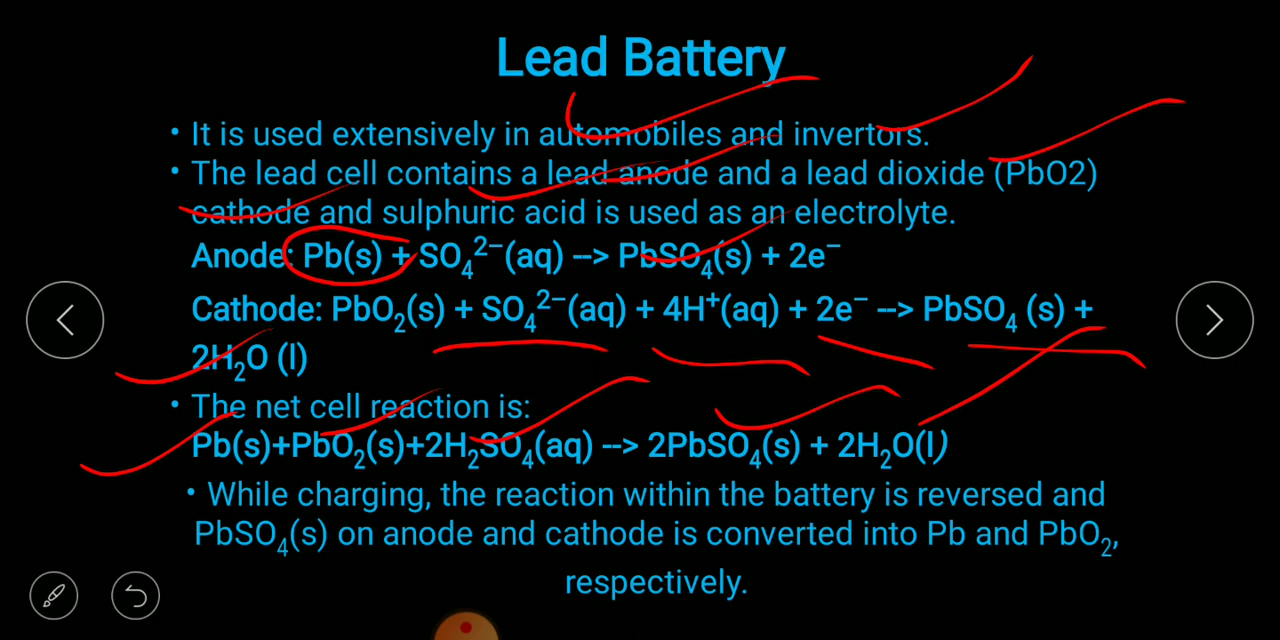 Lead Battery
• It is used extensively in automobiles and invertors.
• The lead cell contains a lead anode and a lead dioxide (PbO2)
cathode and sulphuric acid is used as an electrolyte.
Anode: Pb(s) + SO₄²⁻(aq) --> PbSO₄(s) + 2e⁻
Cathode: PbO₂(s) + SO₄²⁻(aq) + 4H⁺(aq) + 2e⁻ --> PbSO₄ (s) +
2H₂O (l)
• The net cell reaction is:
Pb(s)+PbO₂(s)+2H₂SO₄(aq) --> 2PbSO₄(s) + 2H₂O(l)
• While charging, the reaction within the battery is reversed and
PbSO₄(s) on anode and cathode is converted into Pb and PbO₂,
respectively.